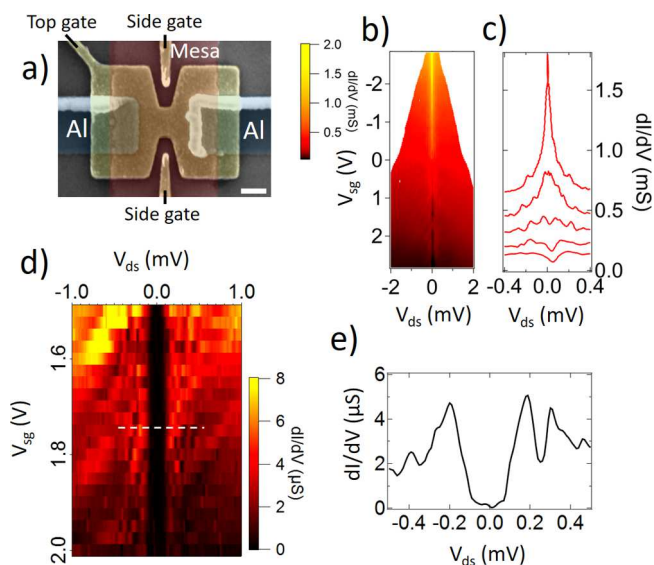 a)
Top gate
Side gate
Mesa
Al
Al
Side gate
2.0
1.5
1.0
0.5
dI/dV (mS)
b)
-2
-1
0
1
2
Vsg (V)
-2 0 2
Vds (mV)
c)
1.5
1.0
0.5
0.0
dI/dV (mS)
-0.4 0.0 0.4
Vds (mV)
d)
Vds (mV)
-1.0 0.0 1.0
1.6
1.8
2.0
Vsg (V)
8
6
4
2
0
dI/dV (µS)
e)
6
4
2
0
dI/dV (µS)
-0.4 -0.2 0.0 0.2 0.4
Vds (mV)